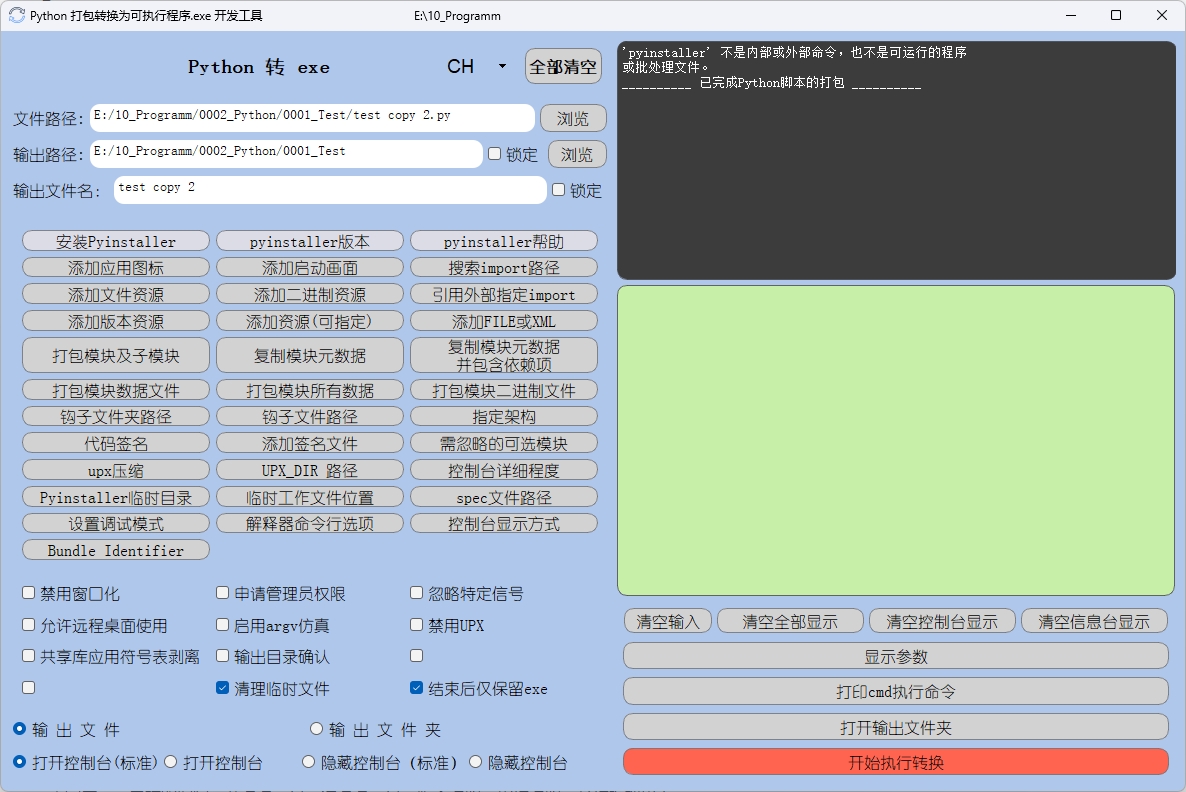 Python 打包转换为可执行程序.exe 开发工具
E:\10_Programm
Python 转 exe
CH
全部清空
文件路径:
E:/10_Programm/0002_Python/0001_Test/test copy 2.py
浏览
输出路径:
E:/10_Programm/0002_Python/0001_Test
锁定
浏览
输出文件名:
test copy 2
锁定
安装Pyinstaller
pyinstaller版本
pyinstaller帮助
添加应用图标
添加启动画面
搜索import路径
添加文件资源
添加二进制资源
引用外部指定import
添加版本资源
添加资源(可指定)
添加FILE或XML
打包模块及子模块
复制模块元数据
复制模块元数据
并包含依赖项
打包模块数据文件
打包模块所有数据
打包模块二进制文件
钩子文件夹路径
钩子文件路径
指定架构
代码签名
添加签名文件
需忽略的可选模块
upx压缩
UPX_DIR 路径
控制台详细程度
Pyinstaller临时目录
临时工作文件位置
spec文件路径
设置调试模式
解释器命令行选项
控制台显示方式
Bundle Identifier
禁用窗口化
申请管理员权限
忽略特定信号
允许远程桌面使用
启用argv仿真
禁用UPX
共享库应用符号表剥离
输出目录确认
清理临时文件
结束后仅保留exe
输 出 文 件
输 出 文 件 夹
打开控制台(标准)
打开控制台
隐藏控制台 (标准)
隐藏控制台
'pyinstaller' 不是内部或外部命令，也不是可运行的程序
或批处理文件。
__________ 已完成Python脚本的打包 __________
清空输入
清空全部显示
清空控制台显示
清空信息台显示
显示参数
打印cmd执行命令
打开输出文件夹
开始执行转换